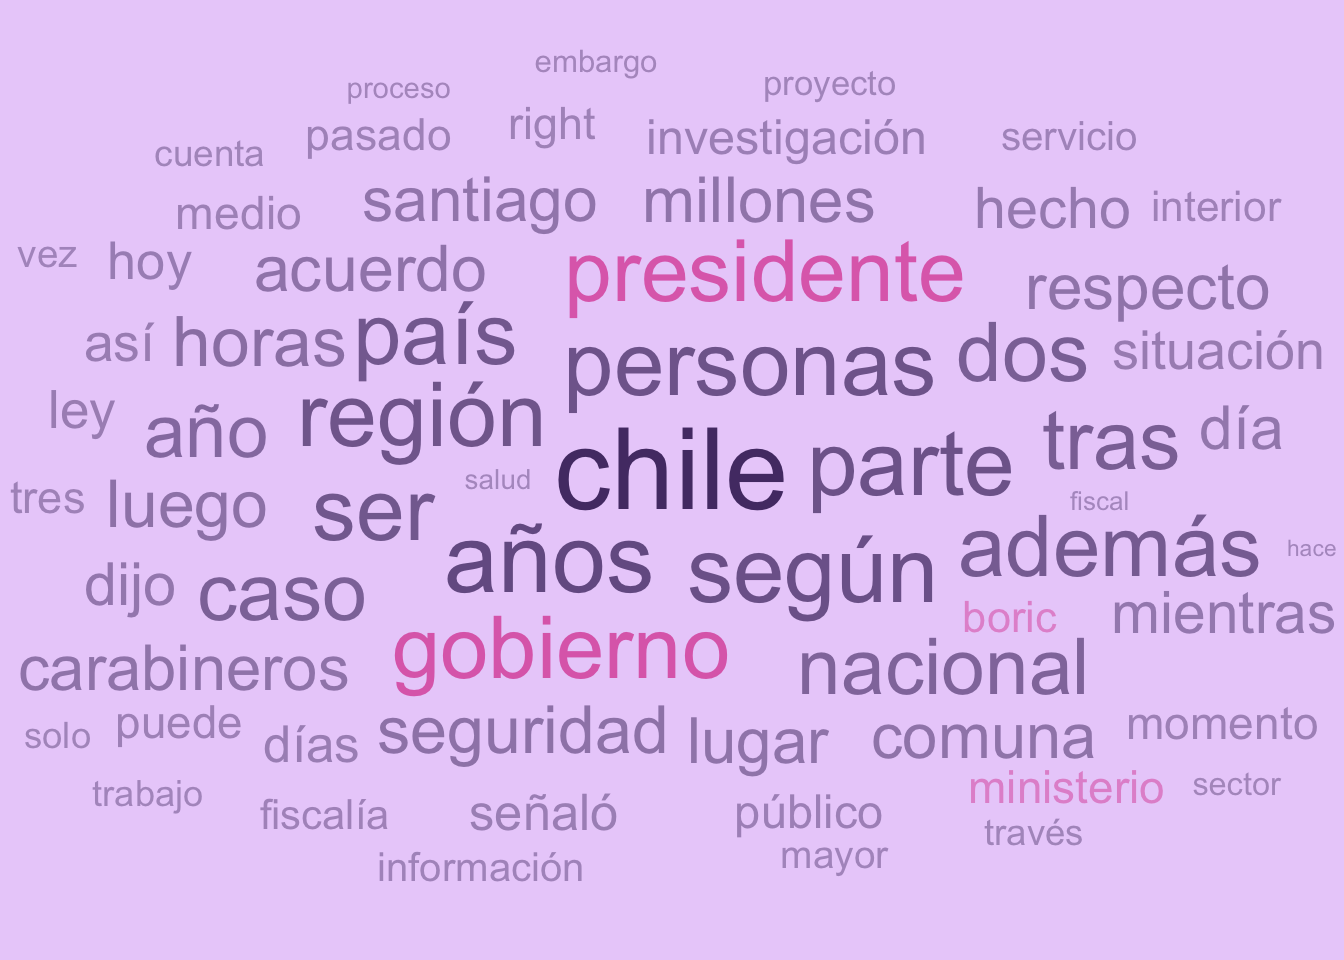 embargo
proceso proyecto
pasado right investigación servicio
cuenta
medio santiago millones hecho interior
vez hoy acuerdo presidente respecto
así horas país personas dos situación
ley año región chile parte tras día
tres luego ser salud fiscal
años según además hace
dijo caso boric mientras
carabineros gobierno nacional
solo puede días seguridad lugar comuna momento
trabajo fiscalía señaló público ministerio sector
través
información mayor